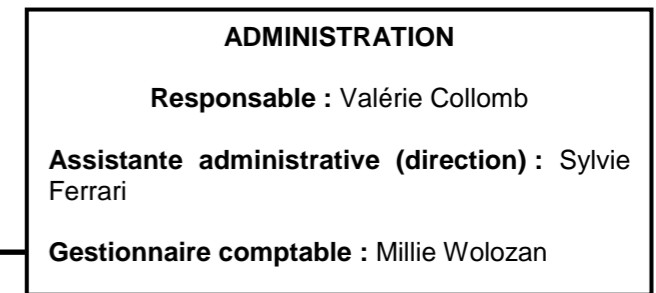 ADMINISTRATION
Responsable : Valérie Collomb
Assistante administrative (direction) : Sylvie
Ferrari
Gestionnaire comptable : Millie Wolozan